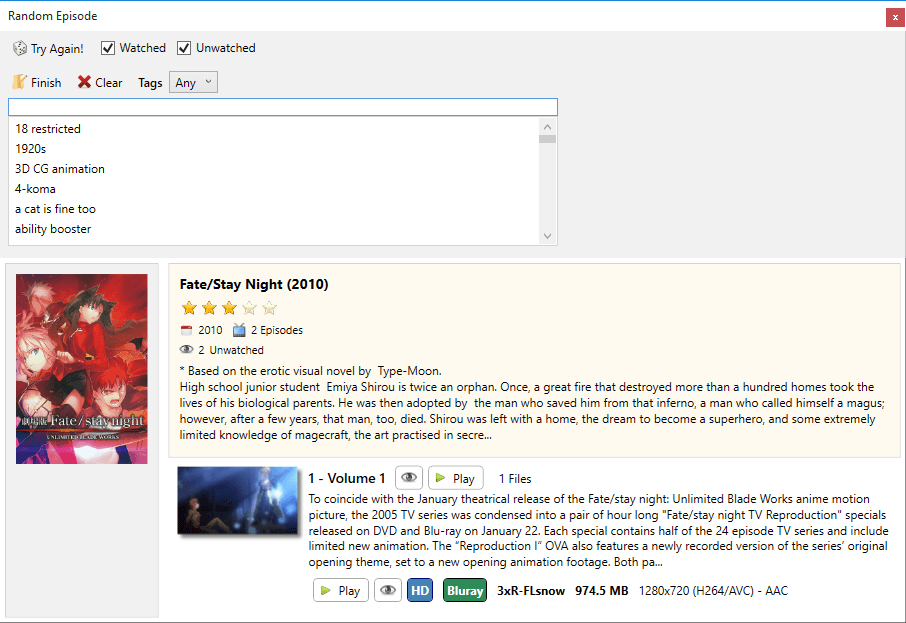 Random Episode
x
Try Again! Watched Unwatched
Finish Clear Tags Any
18 restricted
1920s
3D CG animation
4-koma
a cat is fine too
ability booster
Fate/Stay Night (2010)
2010 2 Episodes
2 Unwatched
* Based on the erotic visual novel by Type-Moon.
High school junior student Emiya Shirou is twice an orphan. Once, a great fire that destroyed more than a hundred homes took the
lives of his biological parents. He was then adopted by the man who saved him from that inferno, a man who called himself a magus;
however, after a few years, that man, too, died. Shirou was left with a home, the dream to become a superhero, and some extremely
limited knowledge of magecraft, the art practised in secre...
劇場版 Fate/stay night
UNLIMITED BLADE WORKS
1 - Volume 1 Play 1 Files
To coincide with the January theatrical release of the Fate/stay night: Unlimited Blade Works anime motion
picture, the 2005 TV series was condensed into a pair of hour long "Fate/stay night TV Reproduction" specials
released on DVD and Blu-ray on January 22. Each special contains half of the 24 episode TV series and include
limited new animation. The “Reproduction I” OVA also features a newly recorded version of the series’ original
opening theme, set to a new opening animation footage. Both pa...
Play HD Bluray 3xR-FLsnow 974.5 MB 1280x720 (H264/AVC) - AAC